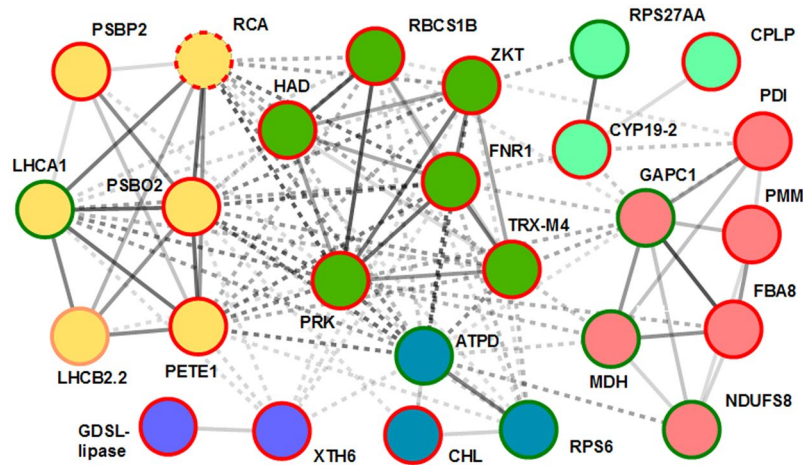 PSBP2
RCA
RBCS1B
ZKT
RPS27AA
CPLP
HAD
PDI
LHCA1
PSBO2
FNR1
CYP19-2
GAPC1
PMM
TRX-M4
FBA8
PRK
ATPD
LHCB2.2
PETE1
MDH
NDUFS8
GDSL-
lipase
XTH6
CHL
RPS6